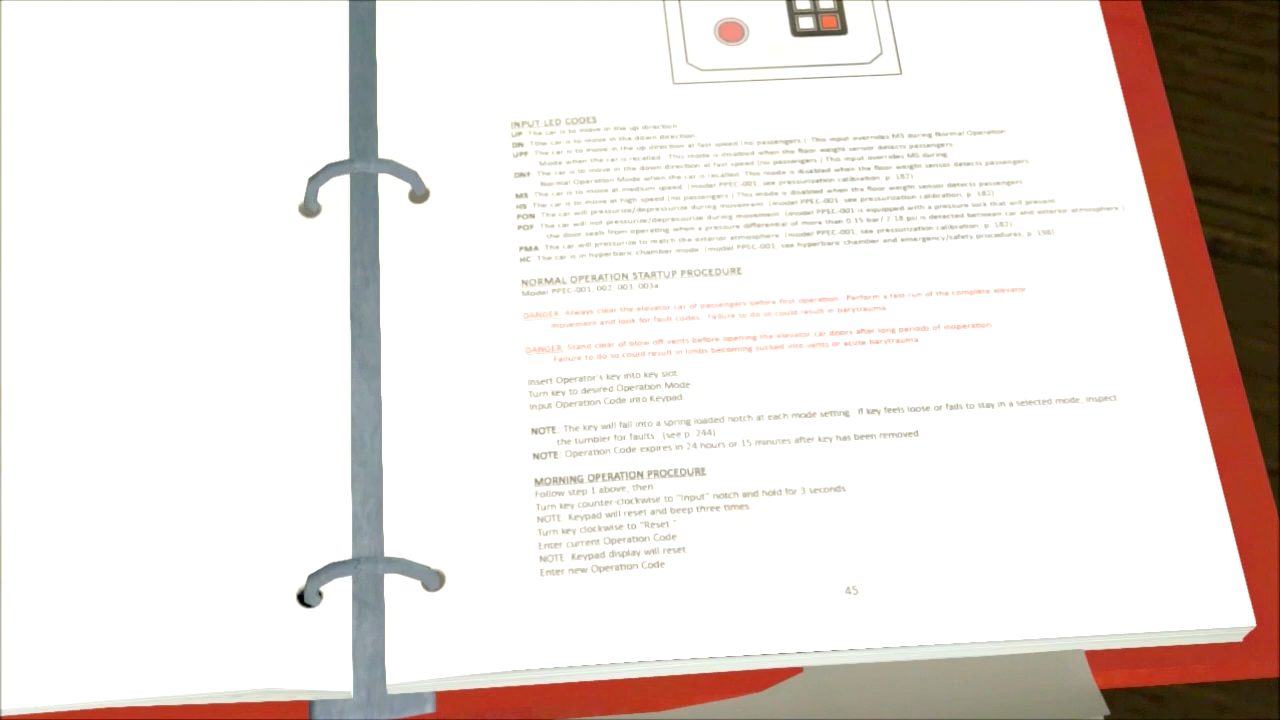 INPUT LED CODES
UP The car is to move in the up direction.
DN The car is to move in the down direction.
UPF The car is to move in the up direction at fast speed (no passengers.) This input overrides MS during Normal Operation
Mode when the car is recalled. This mode is disabled when the floor weight sensor detects passengers.
DNF The car is to move in the down direction at fast speed (no passengers.) This input overrides MS during
Normal Operation Mode when the car is recalled. This mode is disabled when the floor weight sensor detects passengers.
MS The car is to move at medium speed. (model PPEC-001, see pressurization calibration. p. 182)
HS The car is to move at high speed (no passengers.) This mode is disabled when the floor weight sensor detects passengers.
PON The car will pressurize/depressurize during movement. (model PPEC-001 see pressurization calibration, p. 182)
POF The car will not pressurize/depressurize during movement. (model PPEC-001 is equipped with a pressure lock that will prevent
the door seals from operating when a pressure differential of more than 0.15 bar/2.18 psi is detected between car and exterior atmosphere.)
PMA The car will pressurize to match the exterior atmosphere. (model PPEC-001, see pressurization calibration, p. 182)
HC The car is in hyperbaric chamber mode. (model PPEC-001, see hyperbaric chamber and emergency/safety procedures, p. 198)
NORMAL OPERATION STARTUP PROCEDURE
Model PPEC-001, 002, 003, 003a
DANGER: Always clear the elevator car of passengers before first operation. Perform a test run of the complete elevator
movement and look for fault codes. Failure to do so could result in barytrauma.
DANGER: Stand clear of blow off vents before opening the elevator car doors after long periods of inoperation.
Failure to do so could result in limbs becoming sucked into vents or acute barytrauma.
Insert Operator's key into key slot
Turn key to desired Operation Mode
Input Operation Code into Keypad.
NOTE: The key will fall into a spring loaded notch at each mode setting. If key feels loose or fails to stay in a selected mode, inspect
the tumbler for faults. (see p. 244)
NOTE: Operation Code expires in 24 hours or 15 minutes after key has been removed
MORNING OPERATION PROCEDURE
Follow step 1 above, then
Turn key counter-clockwise to "Input" notch and hold for 3 seconds
NOTE: Keypad will reset and beep three times.
Turn key clockwise to "Reset."
Enter current Operation Code
NOTE: Keypad display will reset.
Enter new Operation Code
45